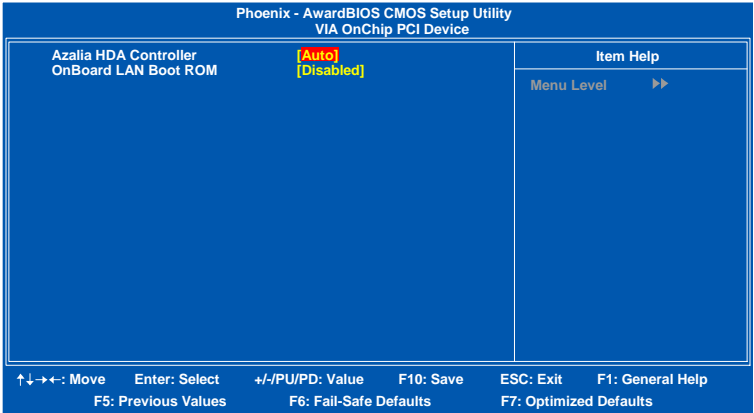 Phoenix - AwardBIOS CMOS Setup Utility
VIA OnChip PCI Device
Azalia HDA Controller [Auto]
OnBoard LAN Boot ROM [Disabled]
Item Help
Menu Level ▶▶
↑↓→←: Move Enter: Select +/-/PU/PD: Value F10: Save ESC: Exit F1: General Help
F5: Previous Values F6: Fail-Safe Defaults F7: Optimized Defaults